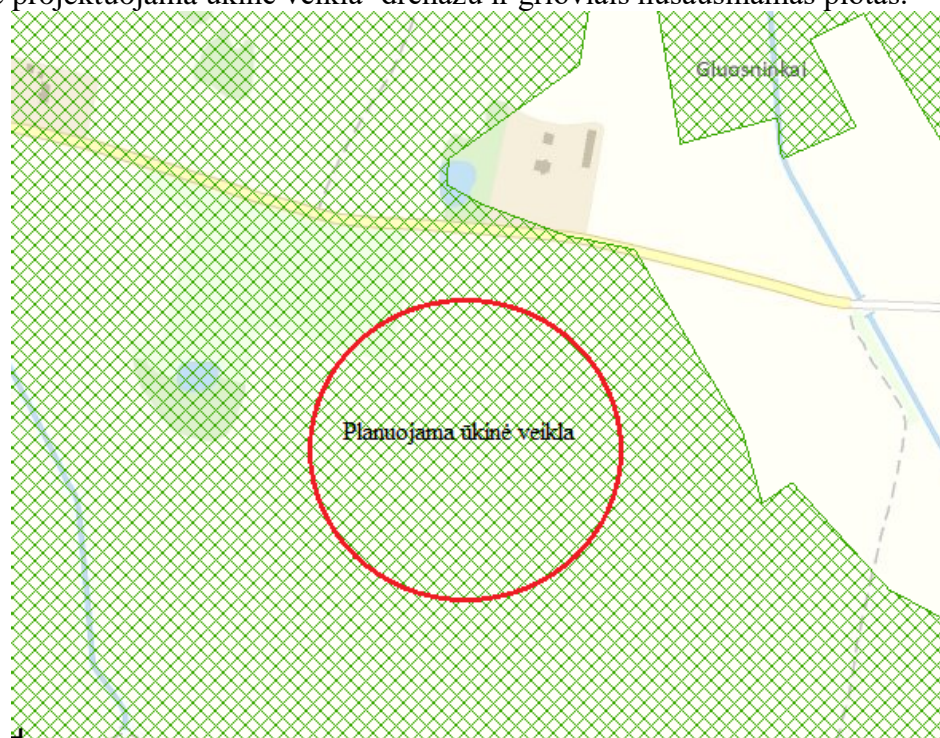 projektuojama ūkinė veikla- drenažu ir grioviais nusausinamas plotas.
Gluosninkai
Planuojama ūkinė veikla